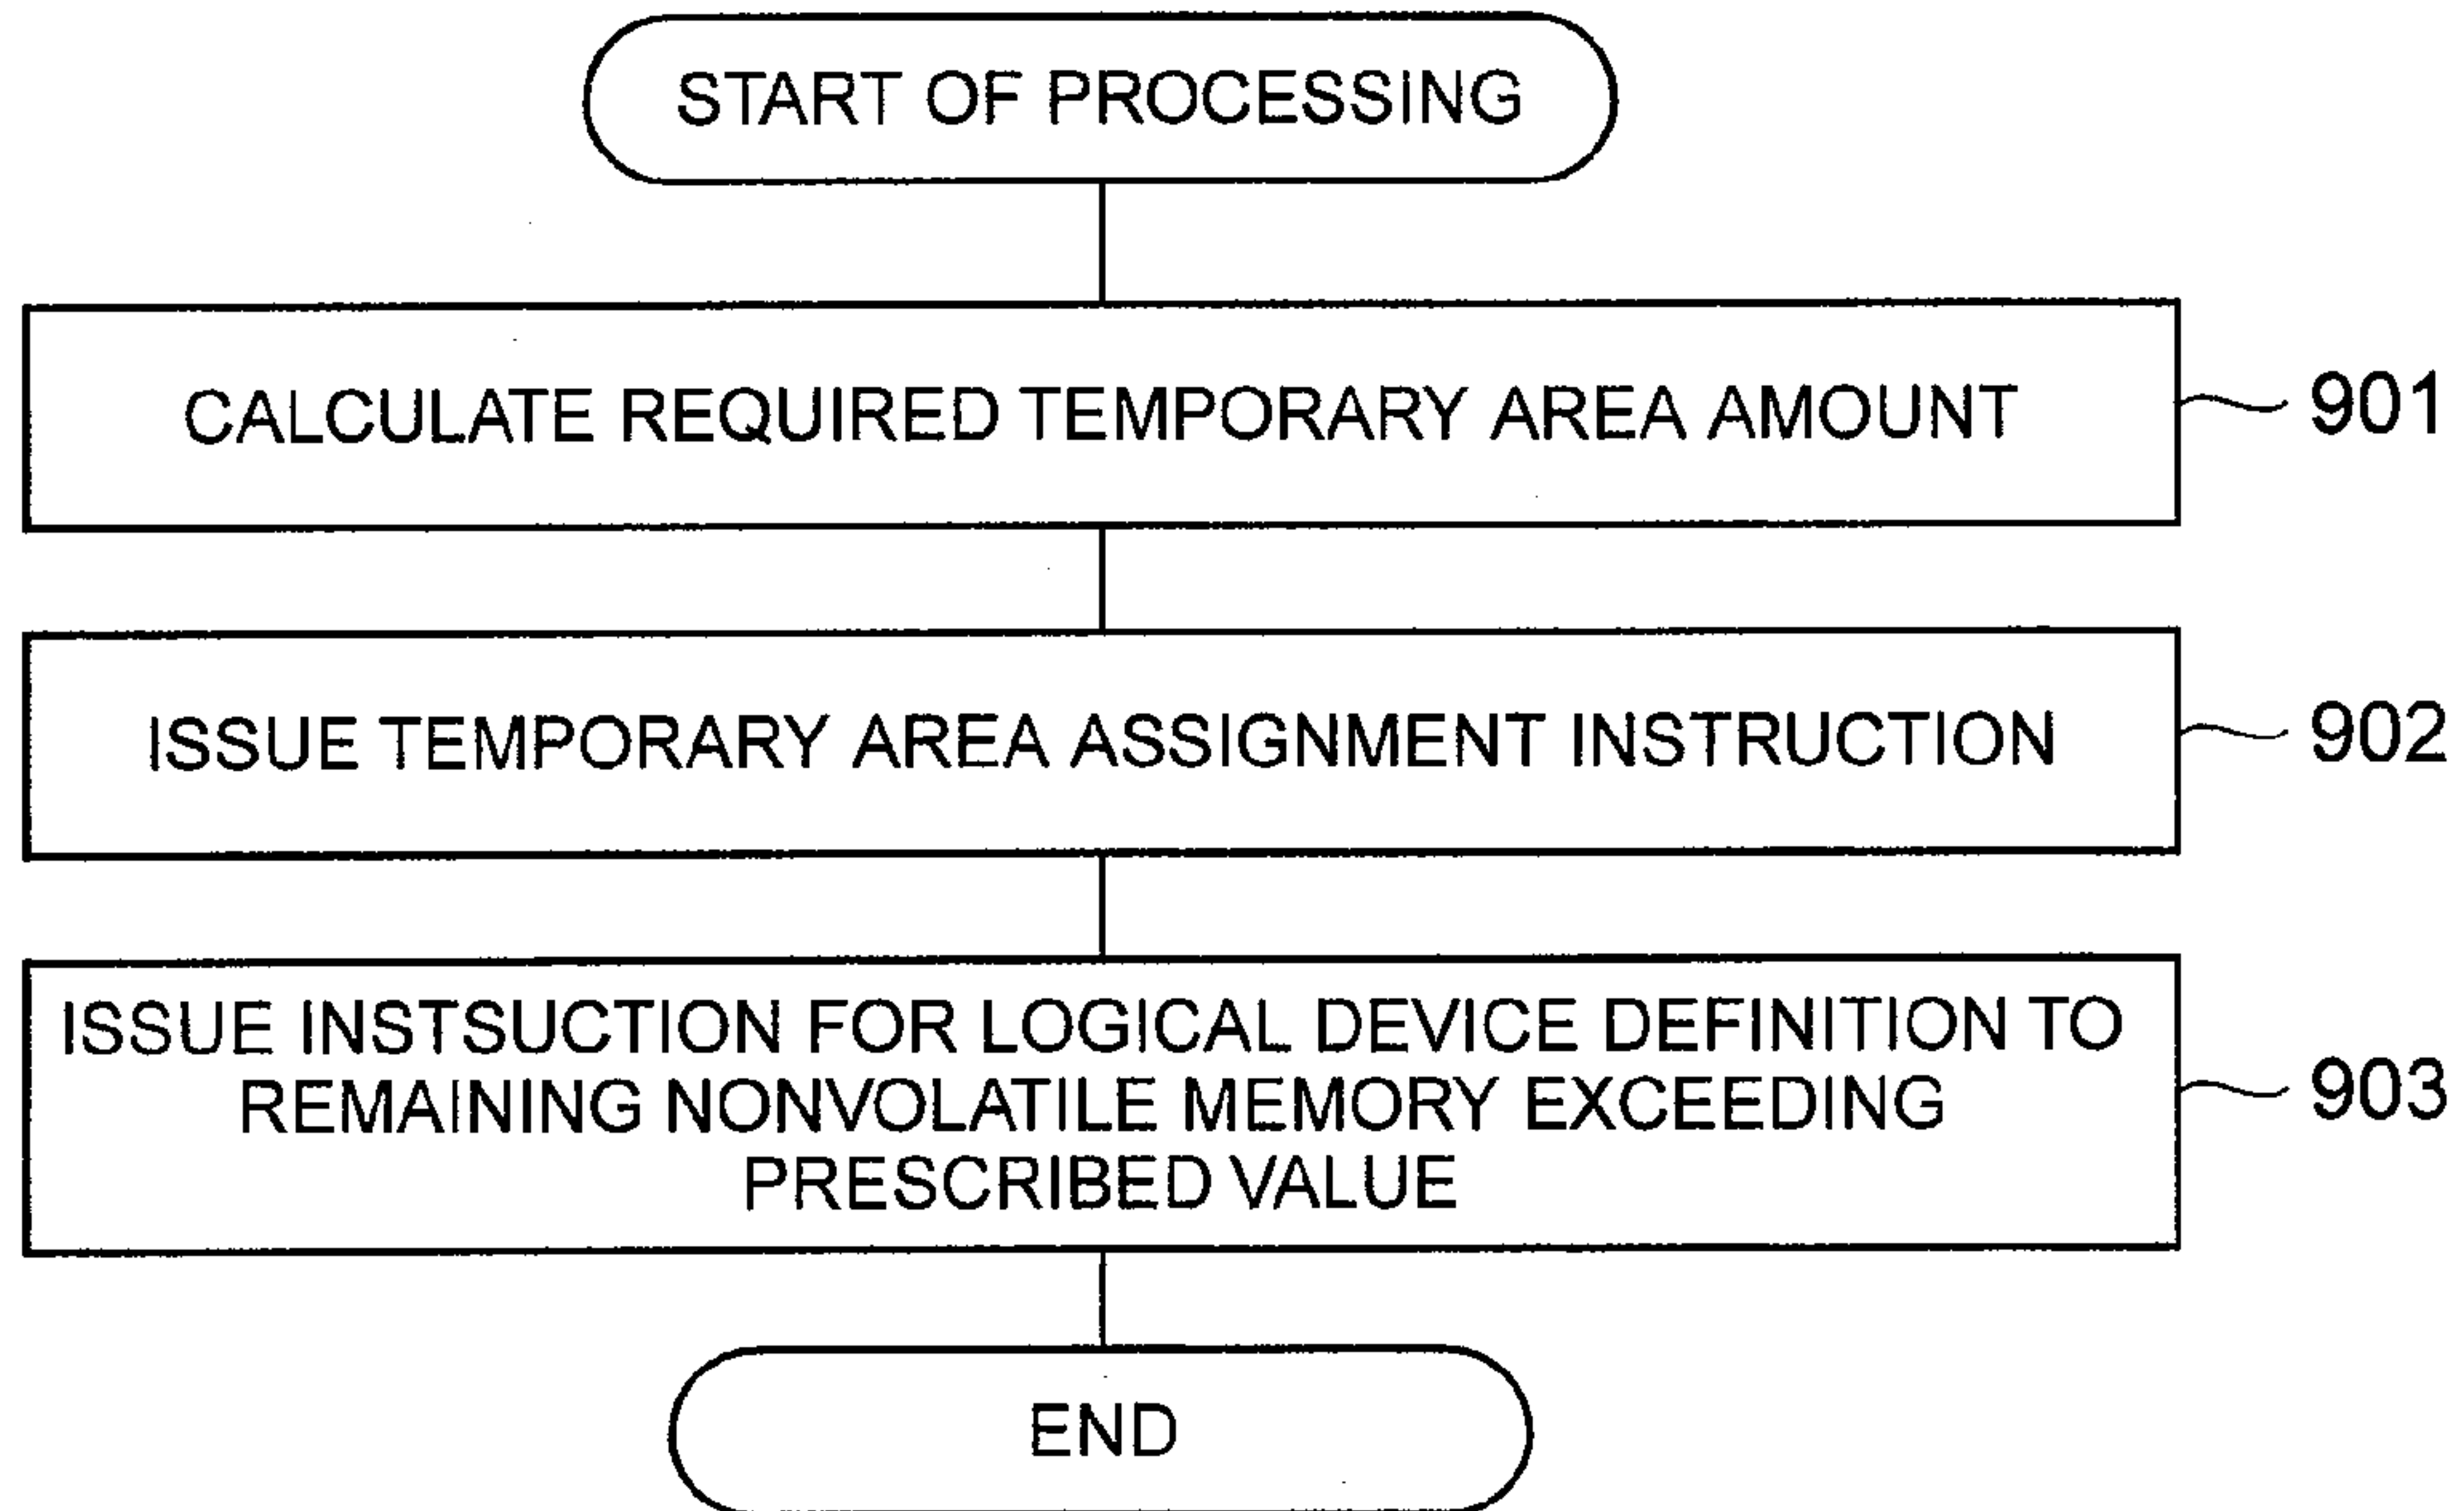 START OF PROCESSING
CALCULATE REQUIRED TEMPORARY AREA AMOUNT
901
ISSUE TEMPORARY AREA ASSIGNMENT INSTRUCTION
902
ISSUE INSTSUCTION FOR LOGICAL DEVICE DEFINITION TO
REMAINING NONVOLATILE MEMORY EXCEEDING
PRESCRIBED VALUE
903
END